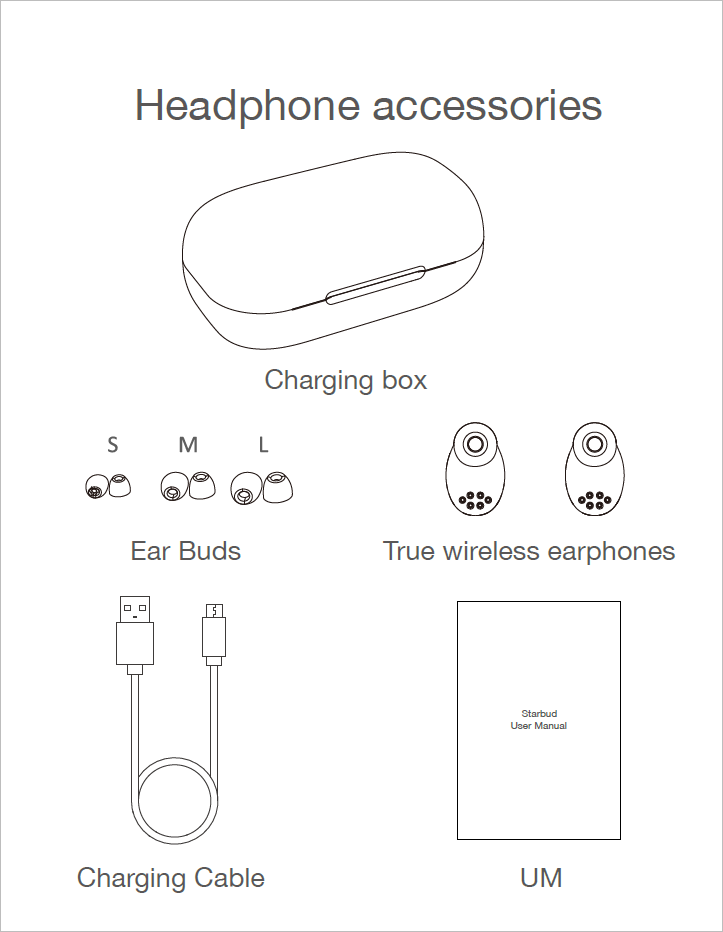 Headphone accessories
Charging box
S M L
Ear Buds
True wireless earphones
Starbud
User Manual
Charging Cable
UM